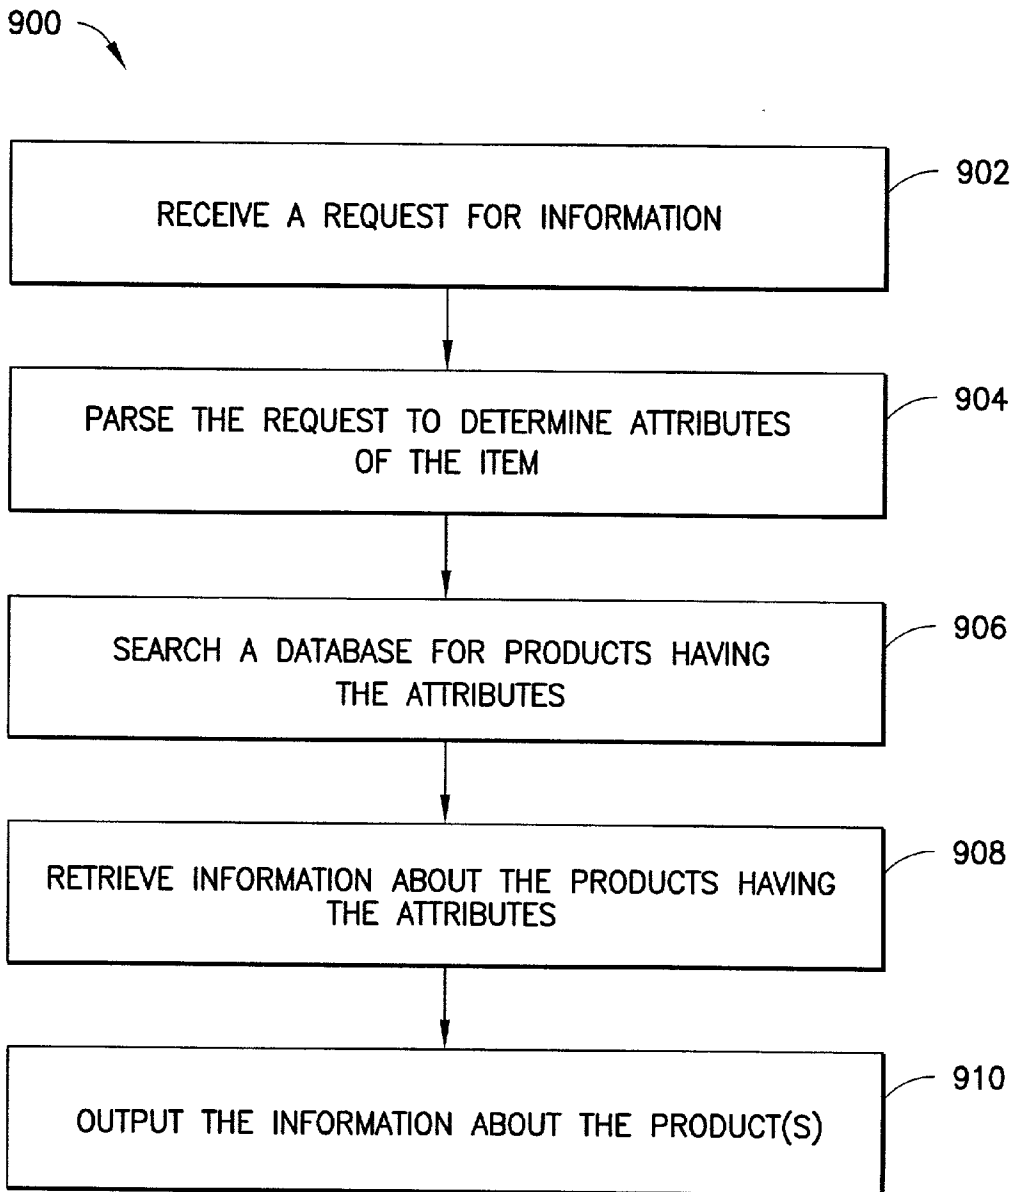 900
902
RECEIVE A REQUEST FOR INFORMATION
904
PARSE THE REQUEST TO DETERMINE ATTRIBUTES
OF THE ITEM
906
SEARCH A DATABASE FOR PRODUCTS HAVING
THE ATTRIBUTES
908
RETRIEVE INFORMATION ABOUT THE PRODUCTS HAVING
THE ATTRIBUTES
910
OUTPUT THE INFORMATION ABOUT THE PRODUCT(S)